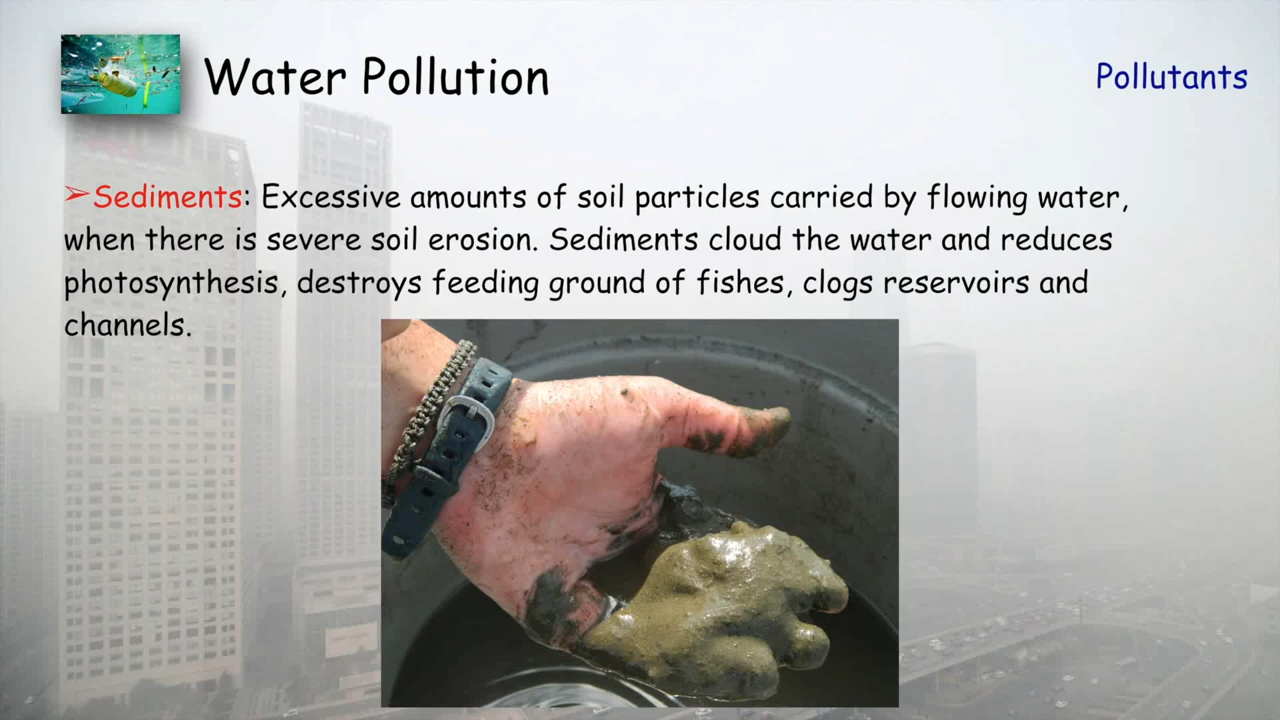 Water Pollution
Pollutants
➢Sediments: Excessive amounts of soil particles carried by flowing water,
when there is severe soil erosion. Sediments cloud the water and reduces
photosynthesis, destroys feeding ground of fishes, clogs reservoirs and
channels.